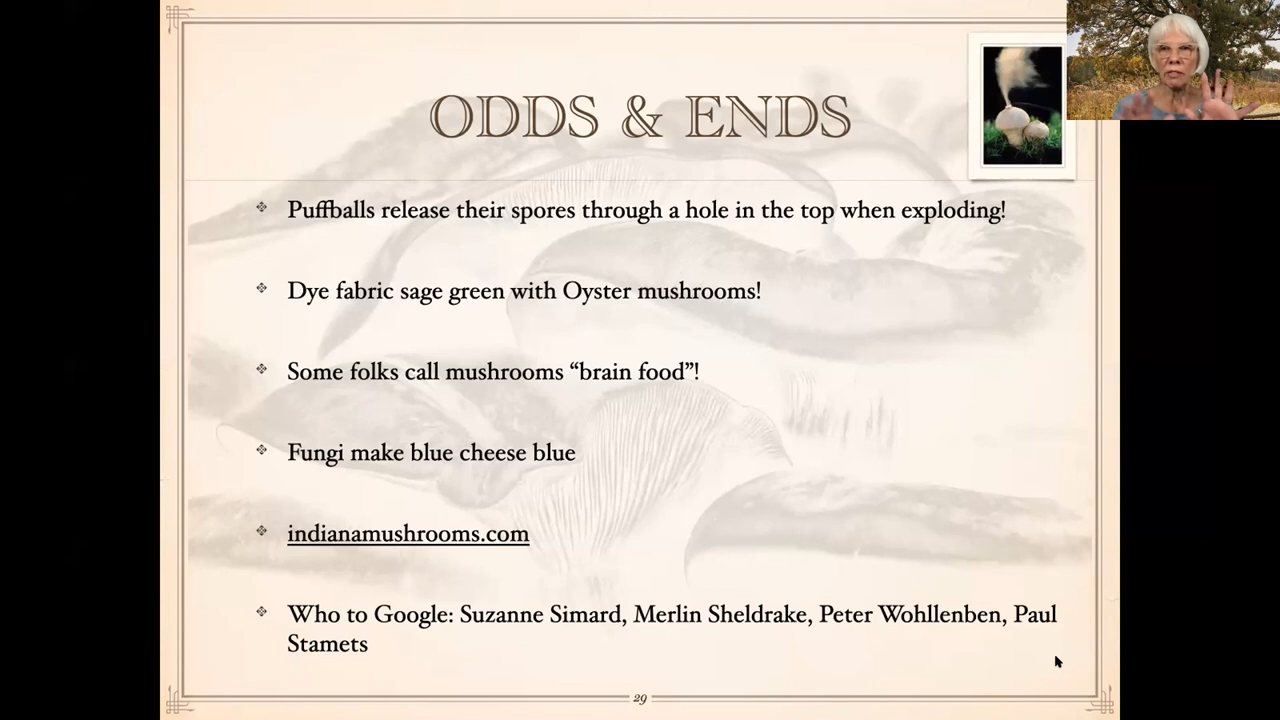 ODDS & ENDS
Puffballs release their spores through a hole in the top when exploding!
Dye fabric sage green with Oyster mushrooms!
Some folks call mushrooms “brain food”!
Fungi make blue cheese blue
indianamushrooms.com
Who to Google: Suzanne Simard, Merlin Sheldrake, Peter Wohllenben, Paul
Stamets
29